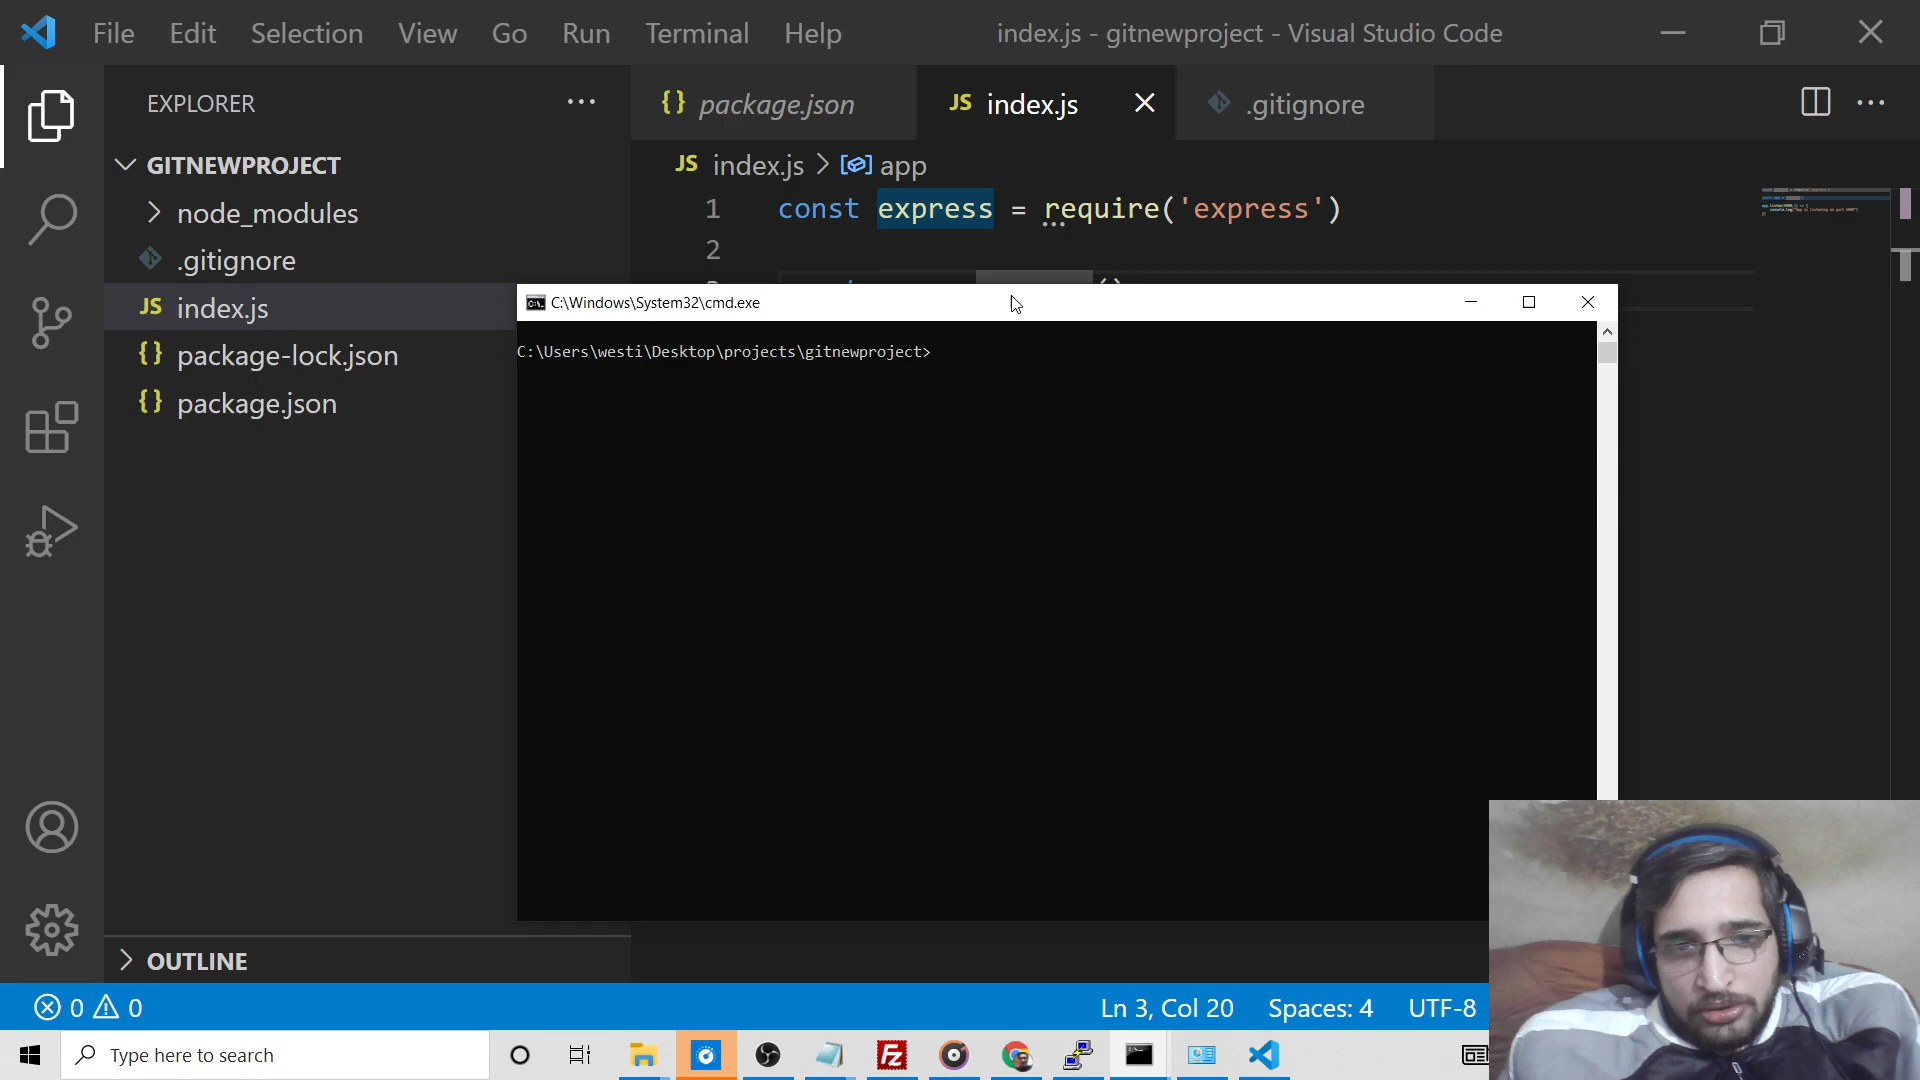 File Edit Selection View Go Run Terminal Help index.js - gitnewproject - Visual Studio Code
EXPLORER
{} package.json JS index.js .gitignore
GITNEWPROJECT
JS index.js > app
node_modules
1 const express = require('express')
.gitignore
2
JS index.js
C:\Windows\System32\cmd.exe
C:\Users\westi\Desktop\projects\gitnewproject>
{} package-lock.json
{} package.json
OUTLINE
0 0 Ln 3, Col 20 Spaces: 4 UTF-8
Type here to search